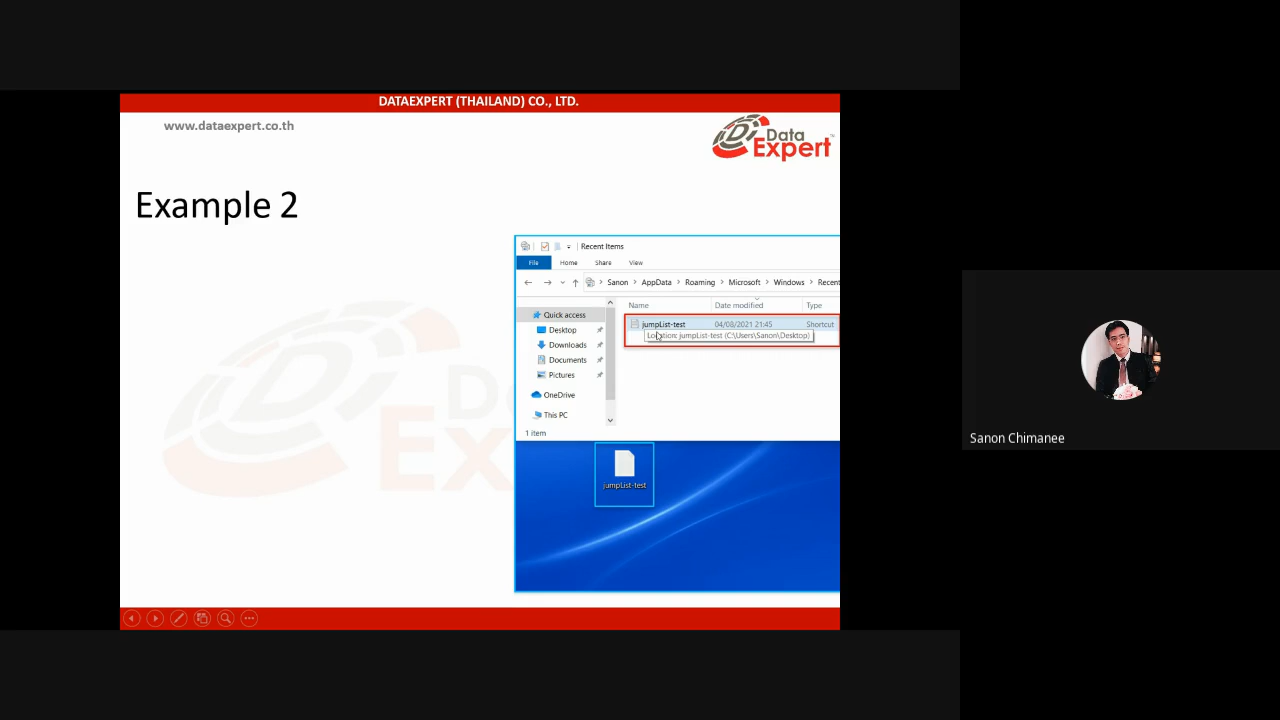 DATAEXPERT (THAILAND) CO., LTD.
www.dataexpert.co.th
Data
Expert
Example 2
Recent Items
File Home Share View
Sanon > AppData > Roaming > Microsoft > Windows > Recent
Name Date modified Type
Quick access
Desktop
Downloads
Documents
Pictures
OneDrive
This PC
jumpList-test 04/08/2021 21:45 Shortcut
Location: jumpList-test (C:\Users\Sanon\Desktop)
1 item
jumpList-test
Sanon Chimanee